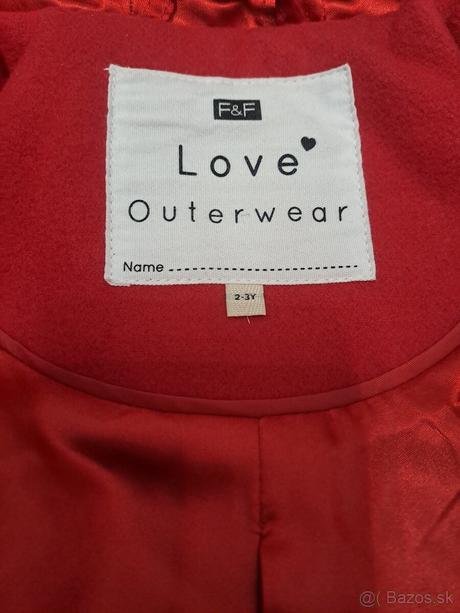 F&F
Love
Outerwear
Name
2-3Y
@( Bazos.sk